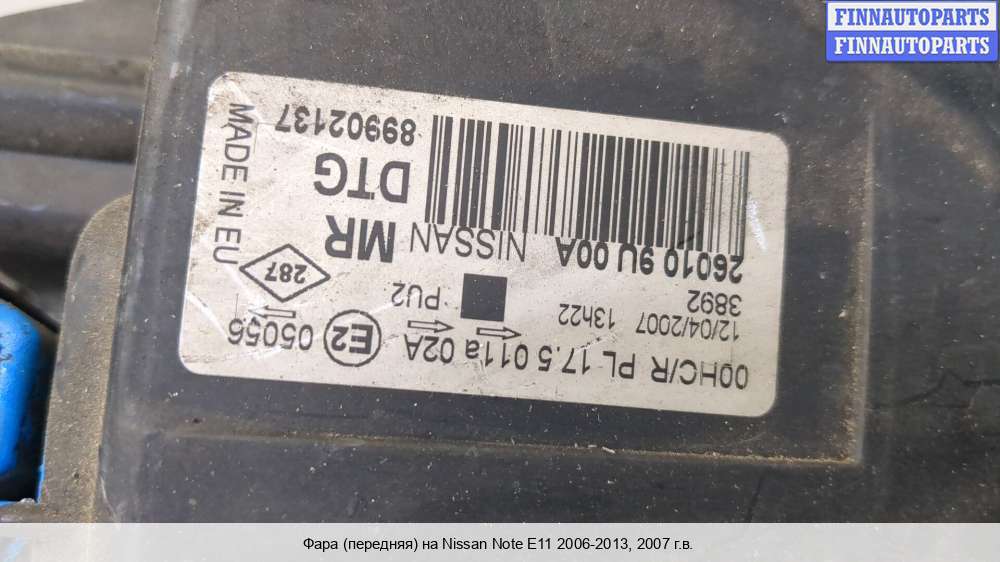 FINNAUTOPARTS
FINNAUTOPARTS
00HC/R PL 17.5 011a 02A E2 05056
12/04/2007 13h22
3892
PU2
287
26010 9U 00A
NISSAN
MR
DTG
89902137
MADE IN EU
Фара (передняя) на Nissan Note E11 2006-2013, 2007 г.в.